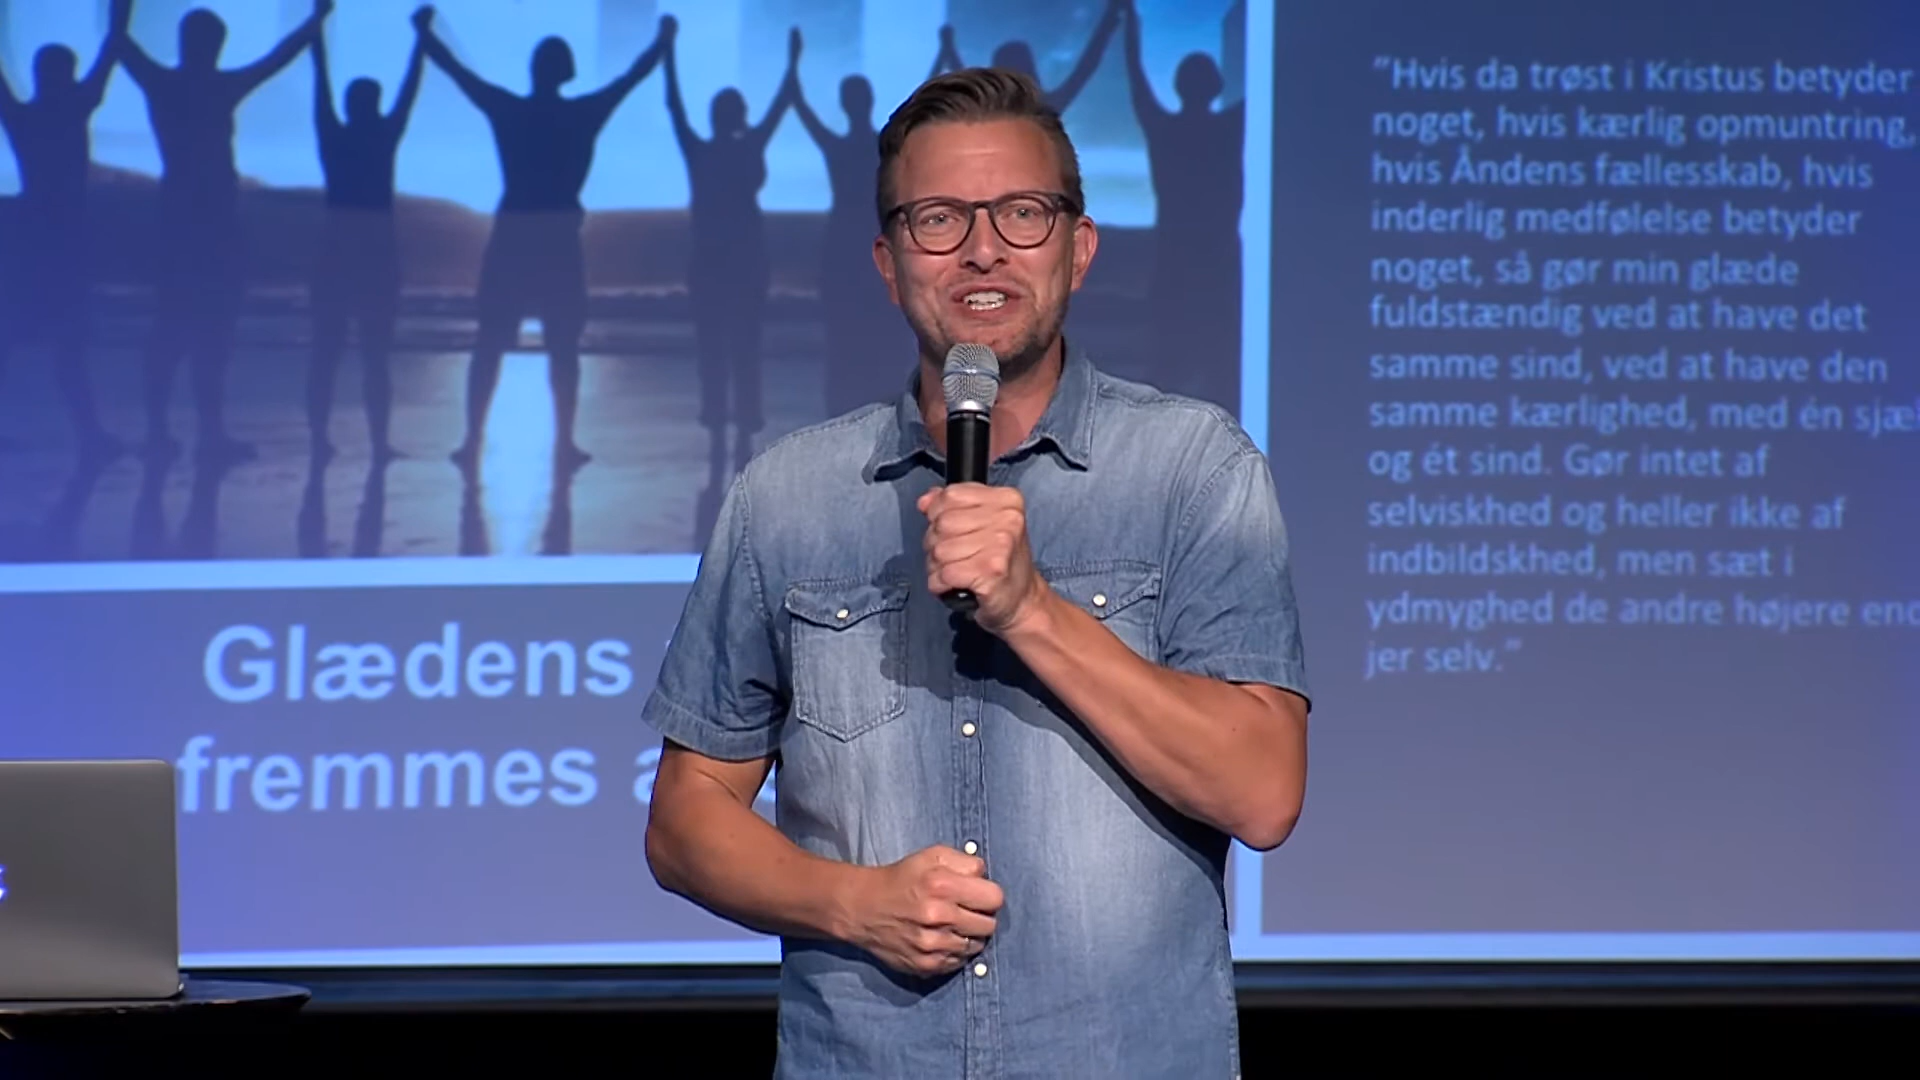 ”Hvis da trøst i Kristus betyder
noget, hvis kærlig opmuntring,
hvis Åndens fællesskab, hvis
inderlig medfølelse betyder
noget, så gør min glæde
fuldstændig ved at have det
samme sind, ved at have den
samme kærlighed, med én sjæl
og ét sind. Gør intet af
selviskhed og heller ikke af
indbildskhed, men sæt i
ydmyghed de andre højere end
jer selv.”
Glædens
fremmes